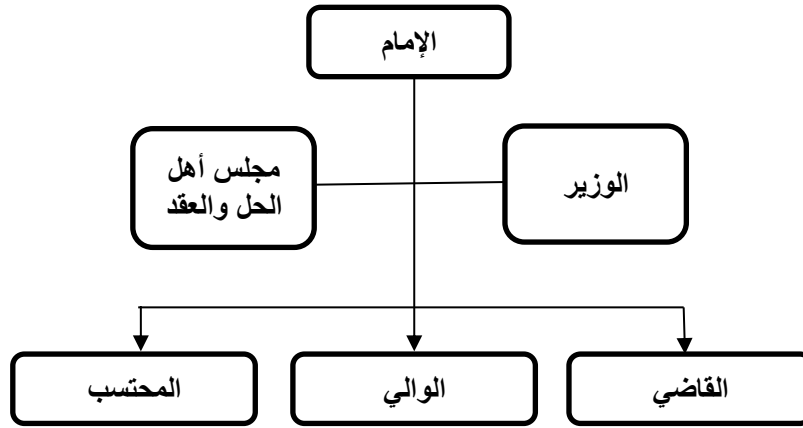 الإمام
الوزير
مجلس أهل
الحل والعقد
القاضي
الوالي
المحتسب